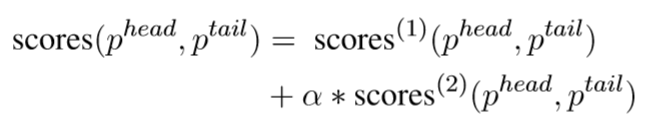 scores(p^{head}, p^{tail}) = scores^{(1)}(p^{head}, p^{tail})
+ α ∗ scores^{(2)}(p^{head}, p^{tail})